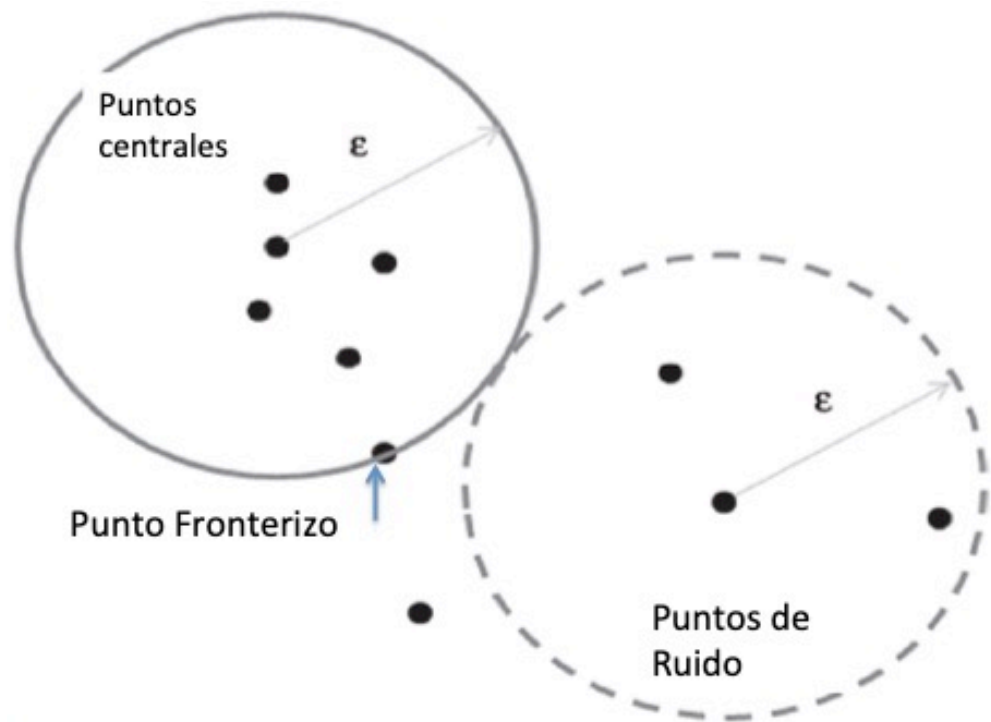 Puntos
centrales
ε
ε
Punto Fronterizo
Puntos de
Ruido